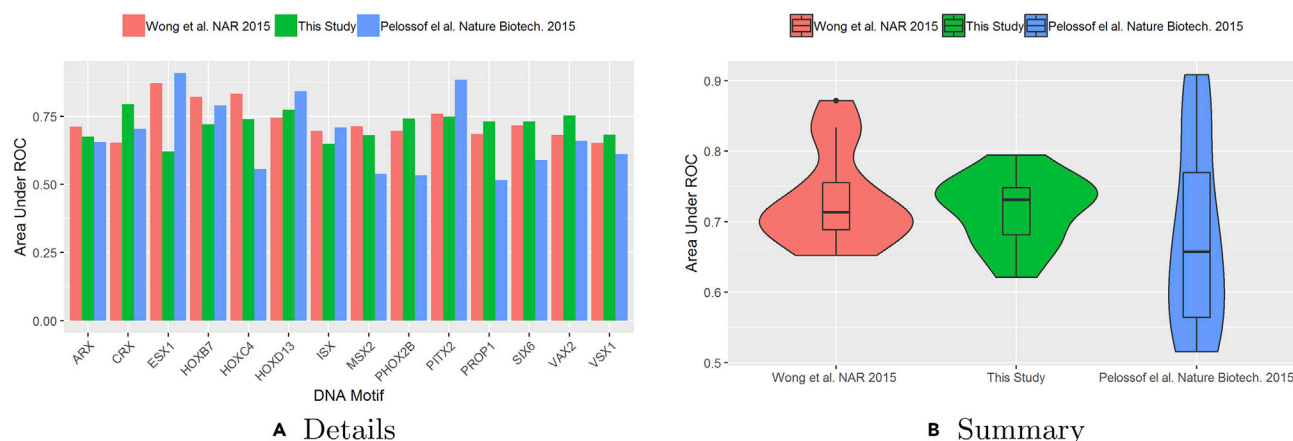 Wong et al. NAR 2015 This Study Pelossof el al. Nature Biotech. 2015
Area Under ROC
0.75
0.50
0.25
0.00
ARX CRX ESX1 HOXB7 HOXC4 HOXD13 ISX MSX2 PHOX2B PITX2 PROP1 SIX6 VAX2 VSX1
DNA Motif
A Details
Wong et al. NAR 2015 This Study Pelossof el al. Nature Biotech. 2015
Area Under ROC
0.9
0.8
0.7
0.6
0.5
Wong et al. NAR 2015 This Study Pelossof el al. Nature Biotech. 2015
B Summary